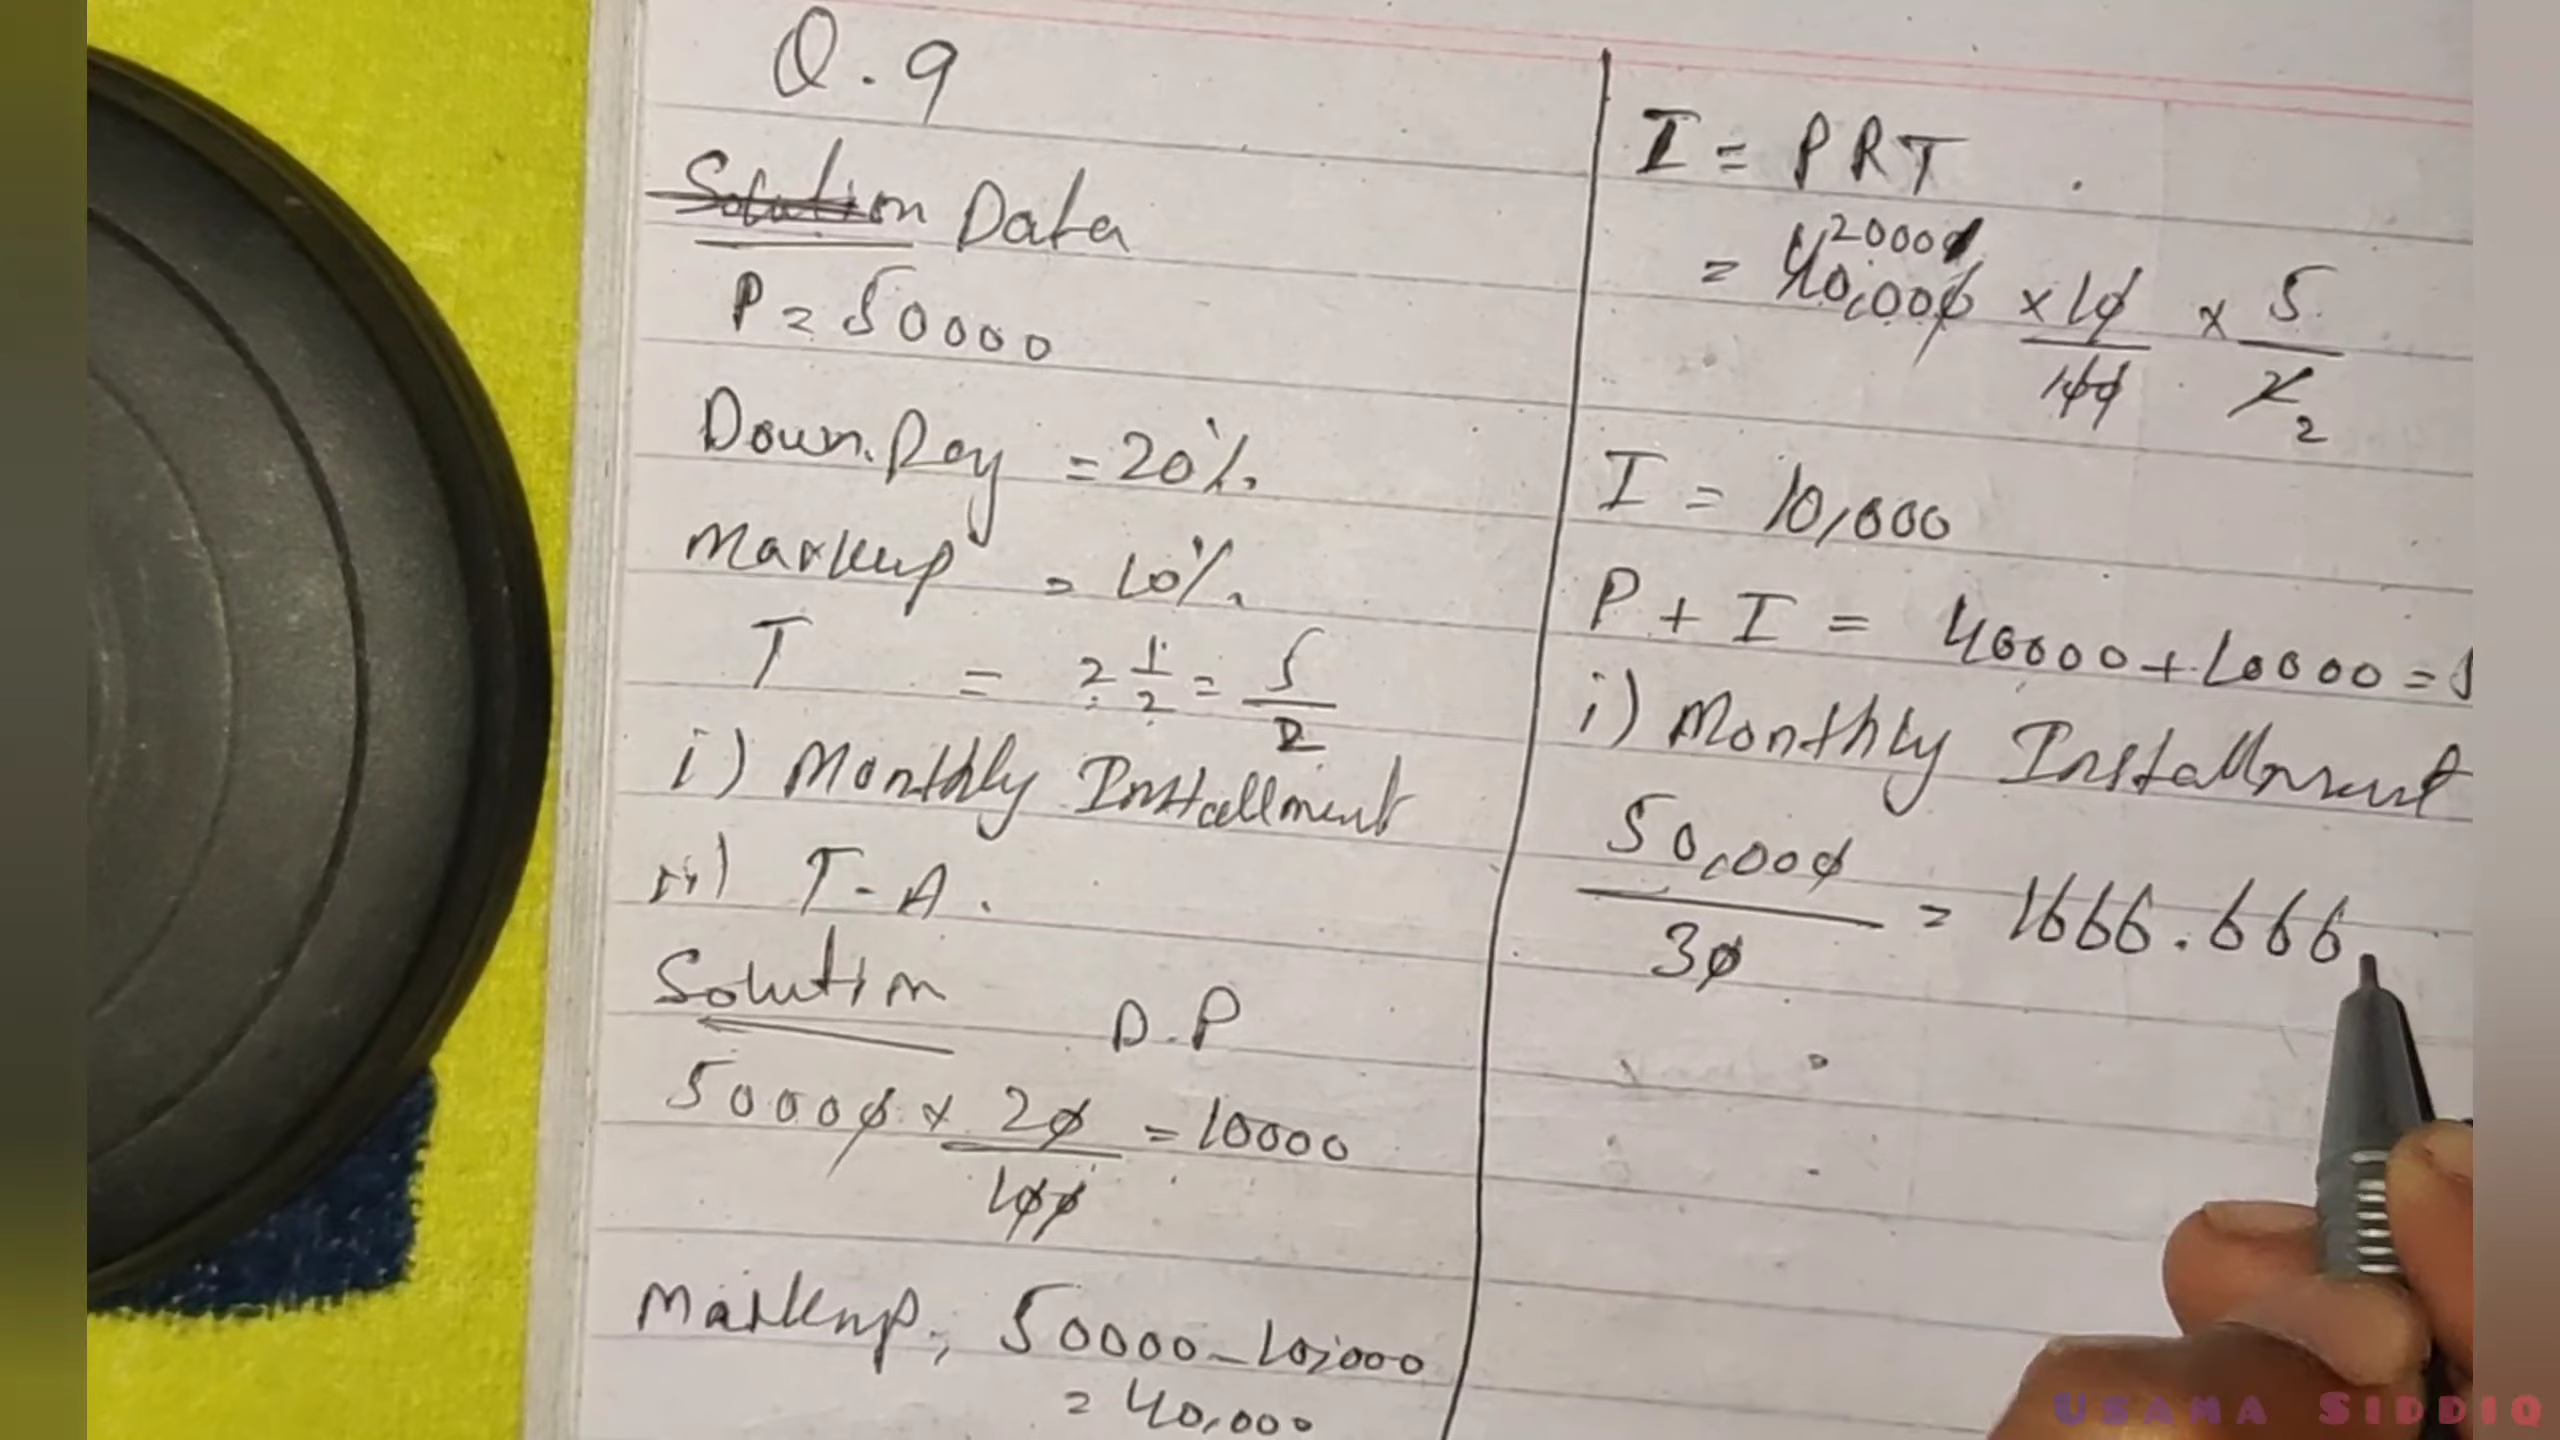 Q.9
Solution Data
P = 50000
Down.Pay = 20%.
Markup = 10%.
T = 2 1/2 = 5/2
i) Monthly Installment
ii) T-A.
Solution D.P
50000 x 20/100 = 10000
Markup, 50000 - 10,000
= 40,000
I = PRT
20000
= 40,000 x 10/100 x 5/2
2
I = 10,000
P + I = 40000 + 10000 =
i) Monthly Installment
50,000/30 = 1666.666.
USAMA SIDDIQ